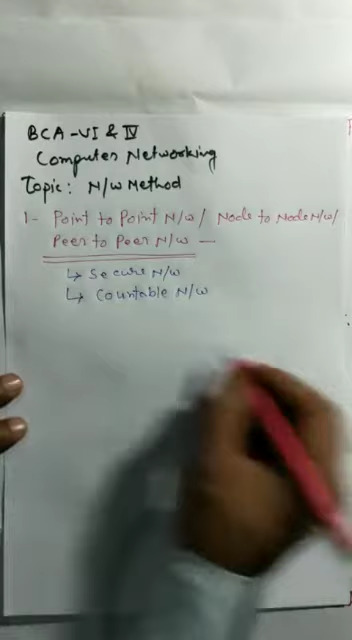 BCA-VI & IV
Computer Networking
Topic: N/W Method
1- Point to Point N/W / Node to Node N/W/
Peer to Peer N/W —
↳ Secure N/W
↳ Countable N/W